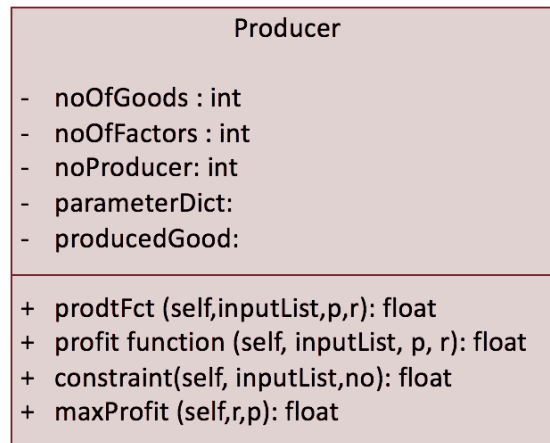 Producer
- noOfGoods : int
- noOfFactors : int
- noProducer: int
- parameterDict:
- producedGood:
+ prodtFct (self,inputList,p,r): float
+ profit function (self, inputList, p, r): float
+ constraint(self, inputList,no): float
+ maxProfit (self,r,p): float